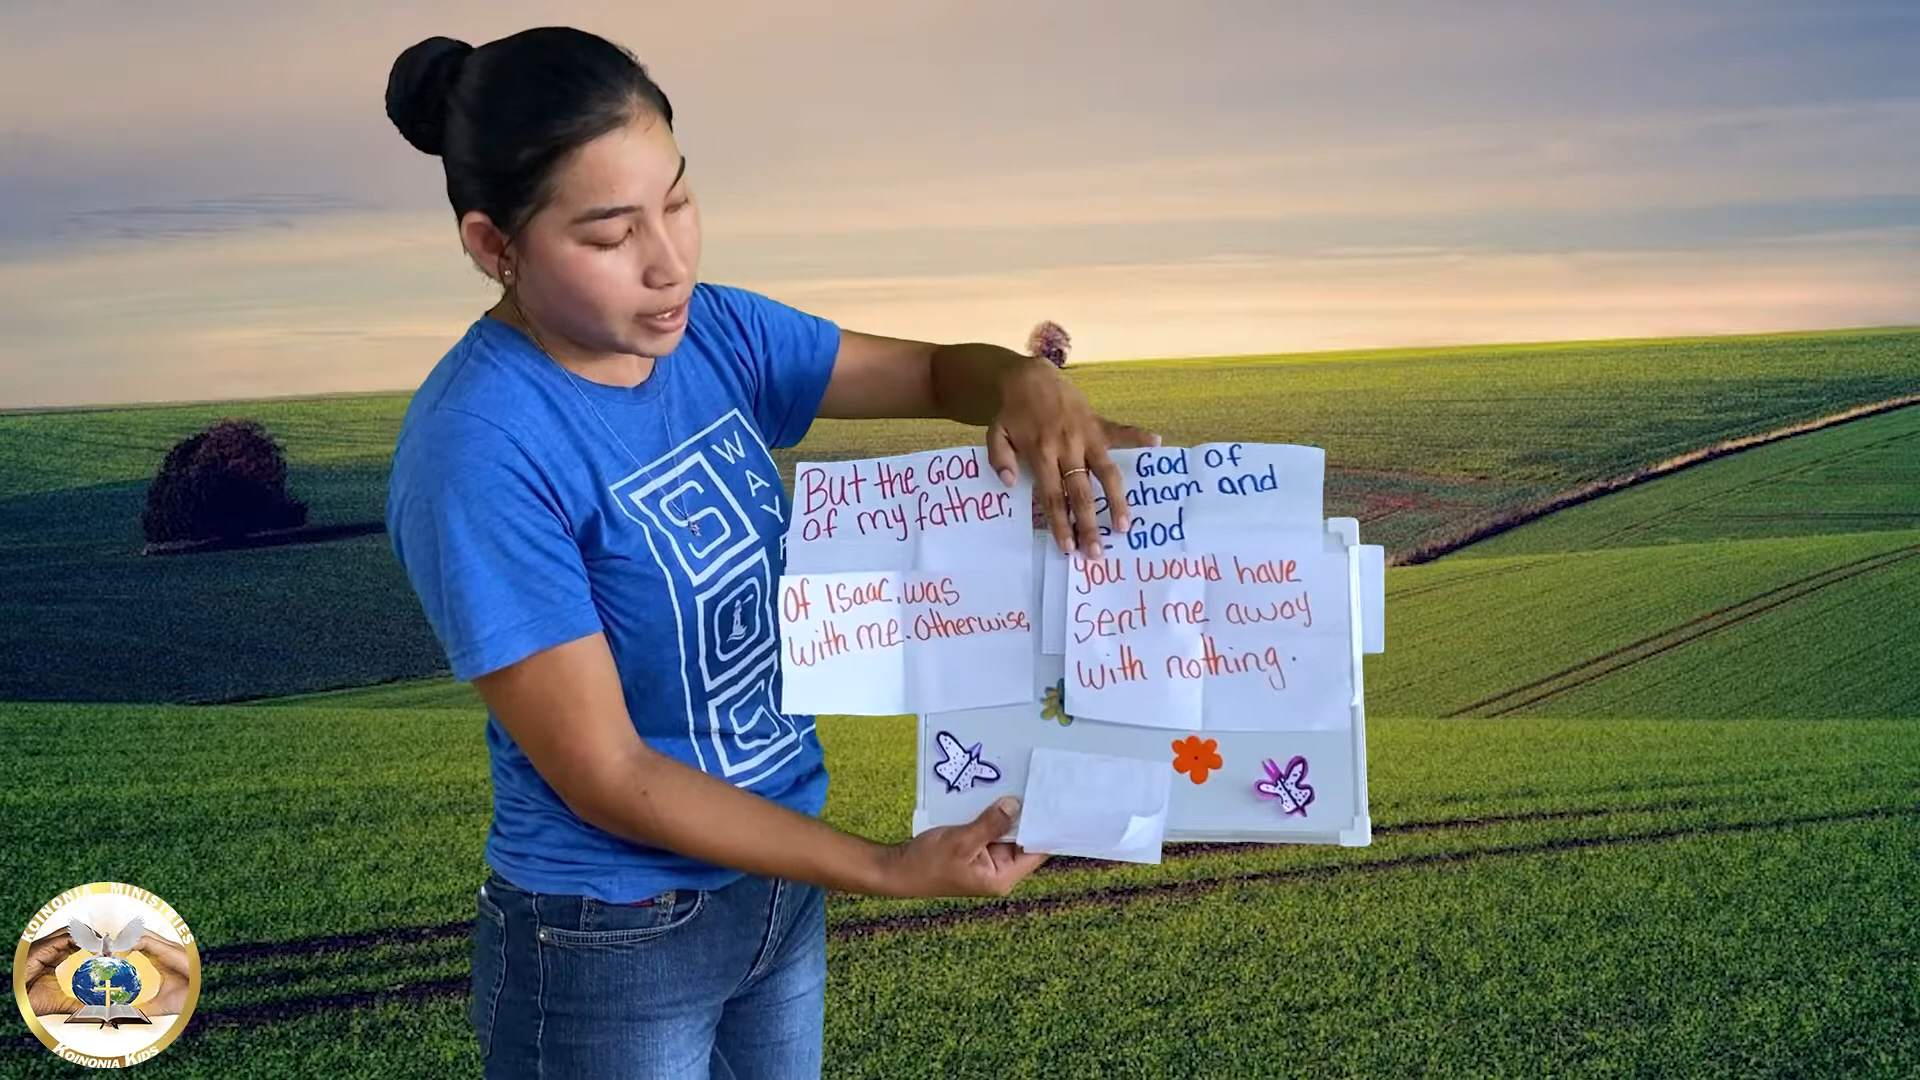 But the God
of my father,
God of
aham and
God
Of Isaac, was
with me. Otherwise,
you would have
Sent me away
with nothing.
S
WAY
KOINONIA MINISTRIES
KOINONIA KIDS